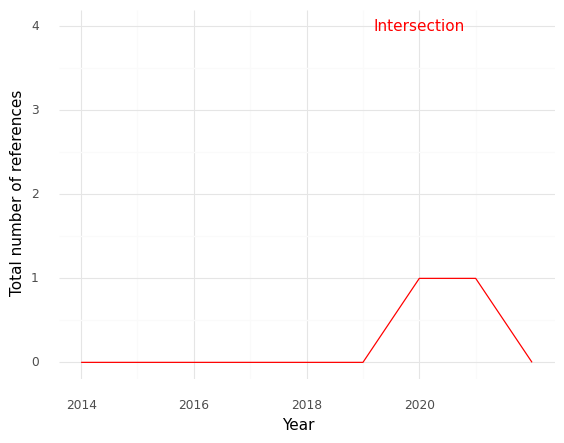 Intersection
Total number of references
4
3
2
1
0
2014 2016 2018 2020
Year